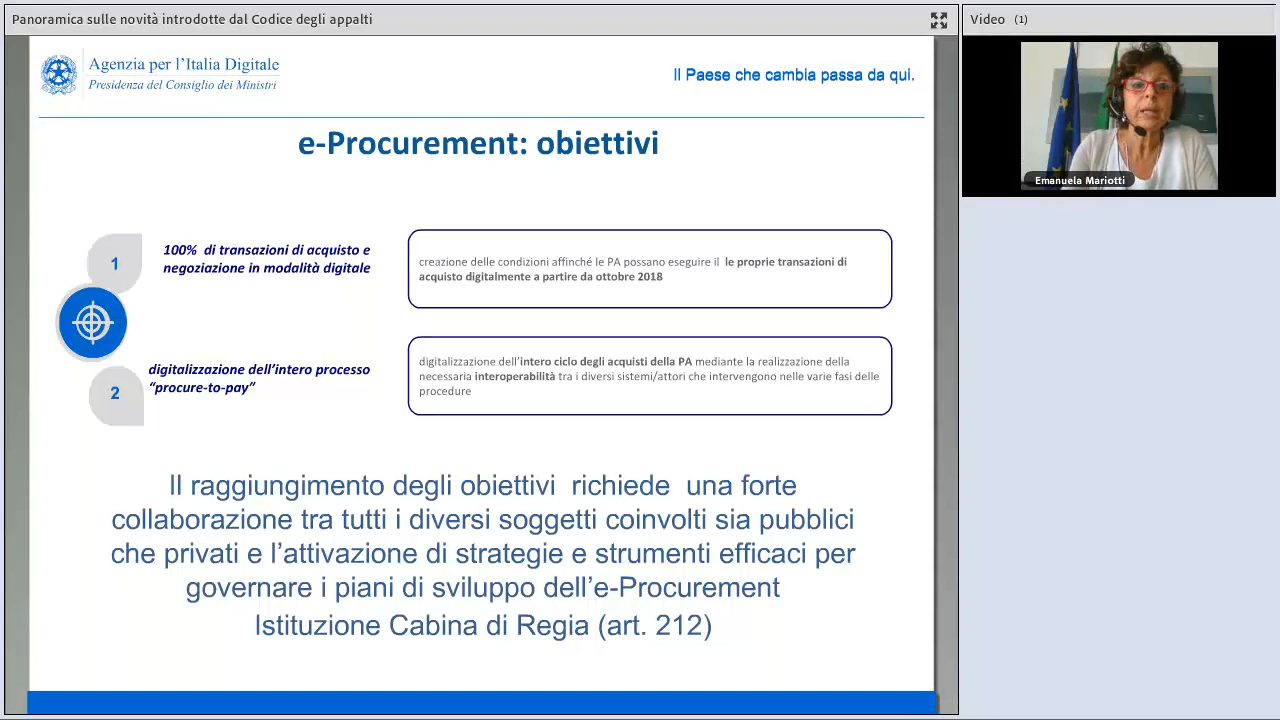 Panoramica sulle novità introdotte dal Codice degli appalti
Video (1)
Agenzia per l'Italia Digitale
Presidenza del Consiglio dei Ministri
Il Paese che cambia passa da qui.
Emanuela Mariotti
e-Procurement: obiettivi
1
100% di transazioni di acquisto e
negoziazione in modalità digitale
creazione delle condizioni affinché le PA possano eseguire il le proprie transazioni di
acquisto digitalmente a partire da ottobre 2018
2
digitalizzazione dell'intero processo
“procure-to-pay”
digitalizzazione dell'intero ciclo degli acquisti della PA mediante la realizzazione della
necessaria interoperabilità tra i diversi sistemi/attori che intervengono nelle varie fasi delle
procedure
Il raggiungimento degli obiettivi richiede una forte
collaborazione tra tutti i diversi soggetti coinvolti sia pubblici
che privati e l'attivazione di strategie e strumenti efficaci per
governare i piani di sviluppo dell'e-Procurement
Istituzione Cabina di Regia (art. 212)